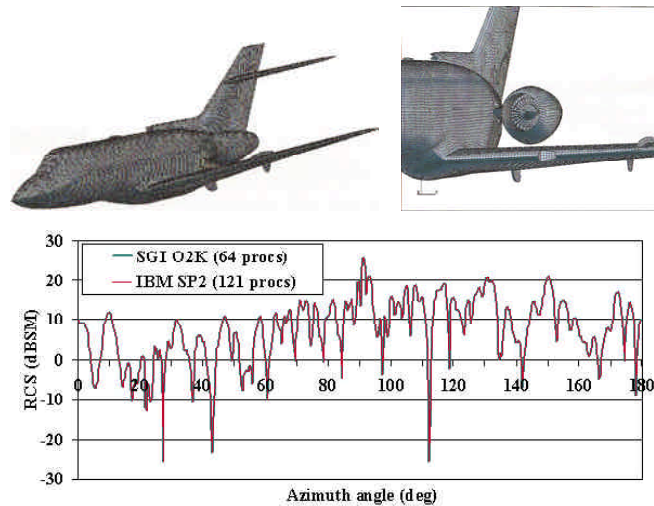 30
20
10
0
-10
-20
-30
RCS (dBSM)
SGI O2K (64 procs)
IBM SP2 (121 procs)
0 20 40 60 80 100 120 140 160 180
Azimuth angle (deg)